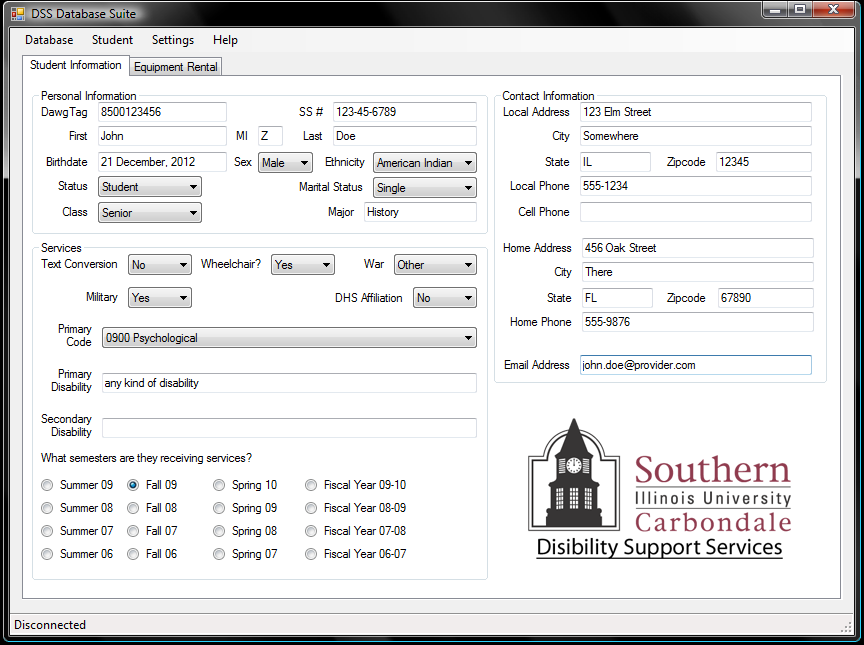 DSS Database Suite
Database Student Settings Help
Student Information Equipment Rental
Personal Information
DawgTag 8500123456 SS # 123-45-6789
First John MI Z Last Doe
Birthdate 21 December, 2012 Sex Male Ethnicity American Indian
Status Student Marital Status Single
Class Senior Major History
Services
Text Conversion No Wheelchair? Yes War Other
Military Yes DHS Affiliation No
Primary Code 0900 Psychological
Primary Disability any kind of disability
Secondary Disability
What semesters are they receiving services?
Summer 09 Fall 09 Spring 10 Fiscal Year 09-10
Summer 08 Fall 08 Spring 09 Fiscal Year 08-09
Summer 07 Fall 07 Spring 08 Fiscal Year 07-08
Summer 06 Fall 06 Spring 07 Fiscal Year 06-07
Contact Information
Local Address 123 Elm Street
City Somewhere
State IL Zipcode 12345
Local Phone 555-1234
Cell Phone
Home Address 456 Oak Street
City There
State FL Zipcode 67890
Home Phone 555-9876
Email Address john.doe@provider.com
Southern
Illinois University
Carbondale
Disibility Support Services
Disconnected